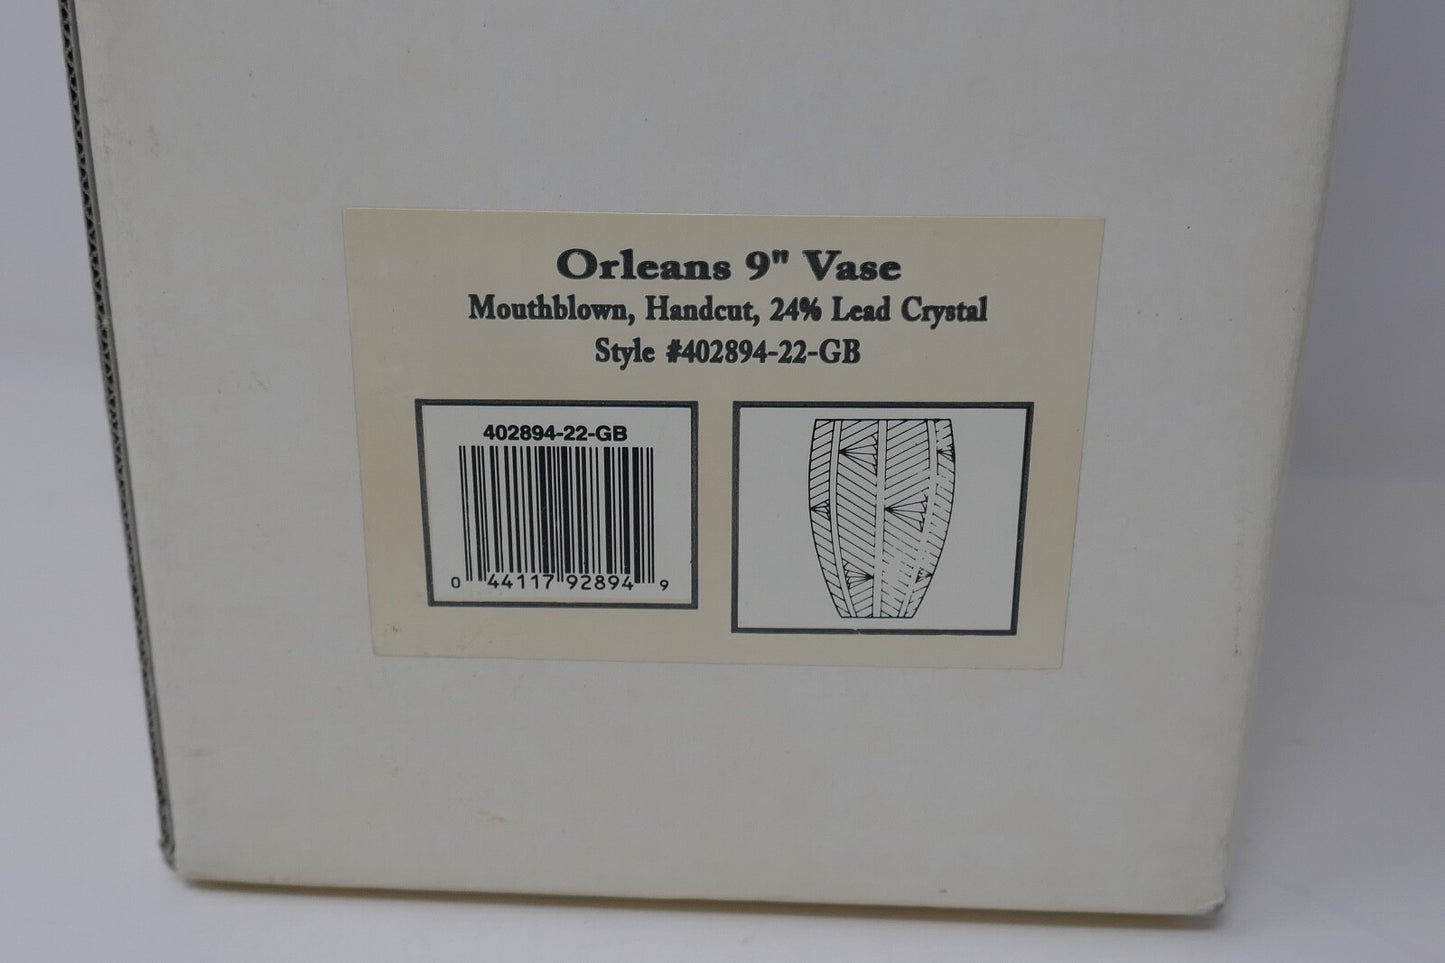 Orleans 9" Vase
Mouthblown, Handcut, 24% Lead Crystal
Style #402894-22-GB
402894-22-GB
0 44117 92894 9